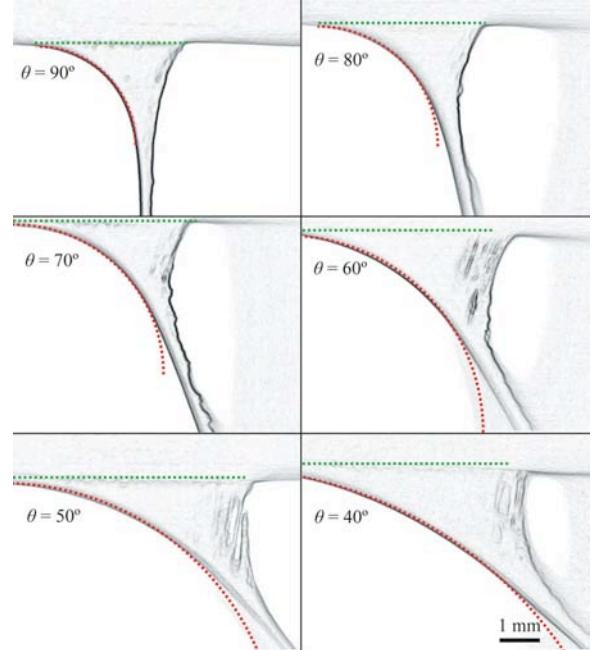 θ = 90º
θ = 80º
θ = 70º
θ = 60º
θ = 50º
θ = 40º
1 mm